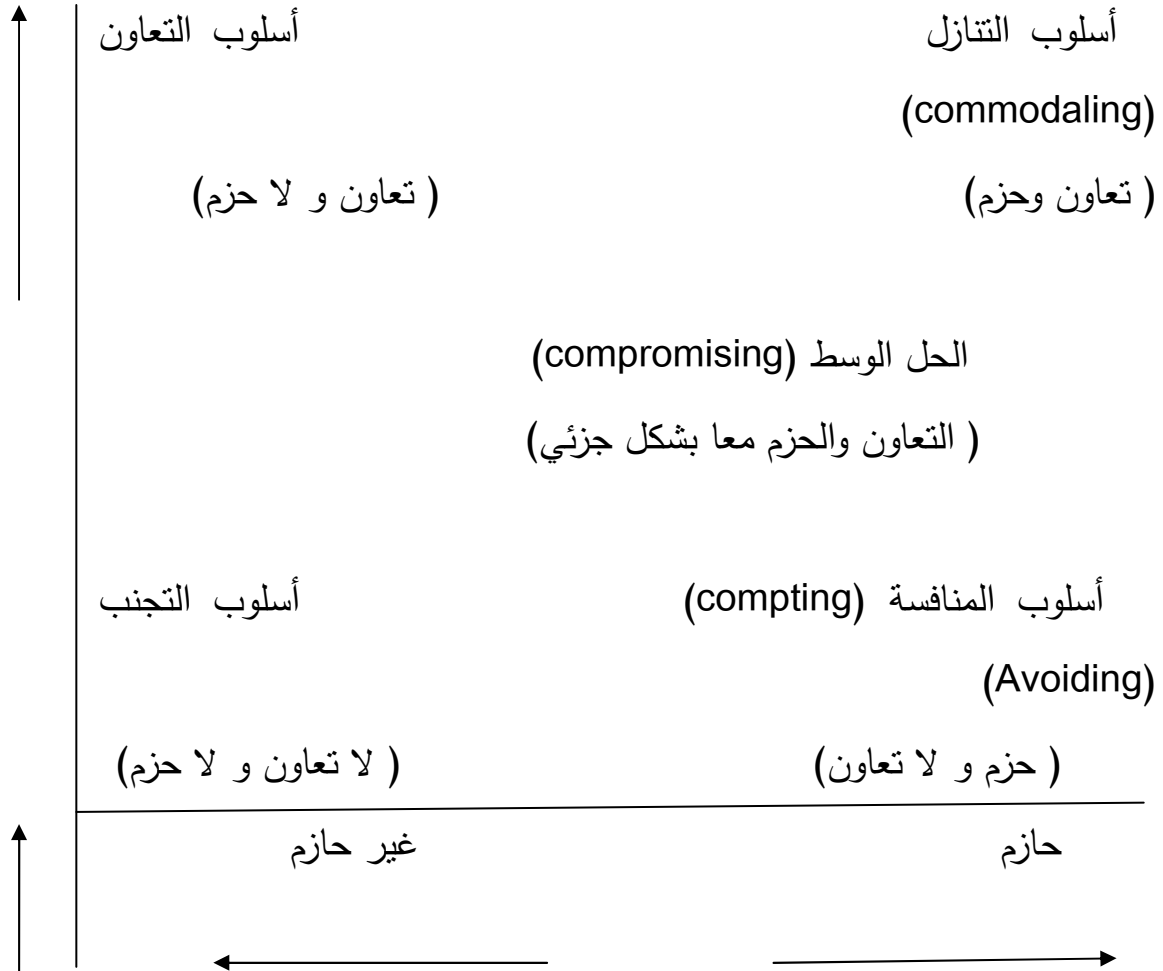 أسلوب التنازل أسلوب التعاون
(commodaling)
( تعاون وحزم) ( تعاون و لا حزم)
الحل الوسط (compromising)
( التعاون والحزم معا بشكل جزئي)
أسلوب المنافسة (compting) أسلوب التجنب
(Avoiding)
( حزم و لا تعاون) ( لا تعاون و لا حزم)
حازم غير حازم